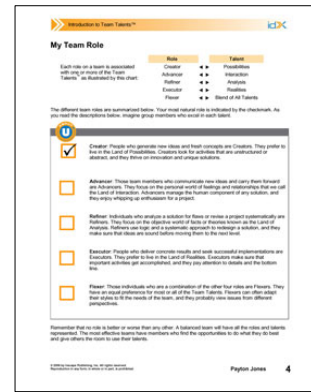 Introduction to Team Talents™
idX
My Team Role
Role Talent
Each role on a team is associated
with one or more of the Team
Talents™ as illustrated by this chart:
Creator ◄ ► Possibilities
Advancer ◄ ► Interaction
Refiner ◄ ► Analysis
Executor ◄ ► Realities
Flexer ◄ ► Blend of All Talents
The different team roles are summarized below. Your most natural role is indicated by the checkmark. As
you read the descriptions below, imagine group members who excel in each talent.
U
Creator: People who generate new ideas and fresh concepts are Creators. They prefer to
live in the Land of Possibilities. Creators look for activities that are unstructured or
abstract, and they thrive on innovation and unique solutions.
Advancer: Those team members who communicate new ideas and carry them forward
are Advancers. They focus on the personal world of feelings and relationships that we call
the Land of Interaction. Advancers manage the human component of any solution, and
they enjoy whipping up enthusiasm for a project.
Refiner: Individuals who analyze a solution for flaws or revise a project systematically are
Refiners. They focus on the objective world of facts or theories known as the Land of
Analysis. Refiners use logic and a systematic approach to redesign a solution, and they
make sure that ideas are sound before moving them to the next level.
Executor: People who deliver concrete results and seek successful implementations are
Executors. They prefer to live in the Land of Realities. Executors make sure that
important activities get accomplished, and they pay attention to details and the bottom
line.
Flexer: Those individuals who are a combination of the other four roles are Flexers. They
have an equal preference for most or all of the Team Talents. Flexers can often adapt
their styles to fit the needs of the team, and they probably view issues from different
perspectives.
Remember that no role is better or worse than any other. A balanced team will have all the roles and talents
represented. The most effective teams have members who find the opportunities to do what they do best
and give others the room to use their talents.
Payton Jones 4